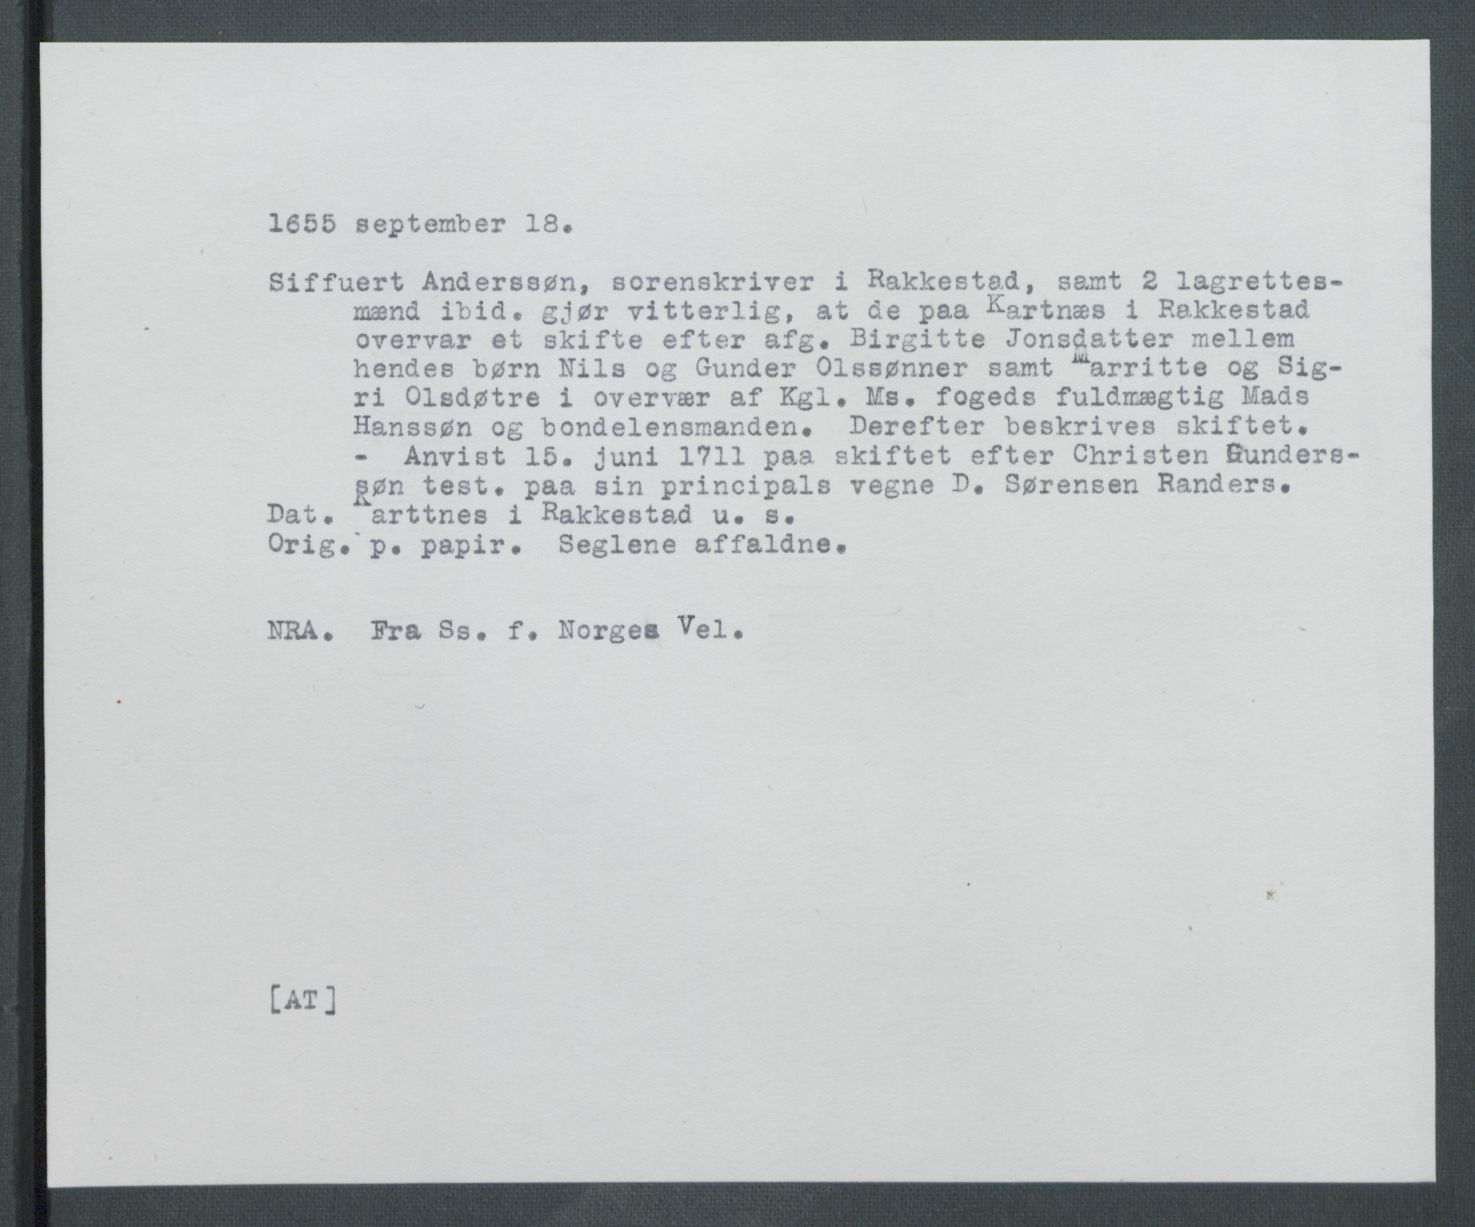 1655 september 18.
Siffuert Anderssøn, sorenskriver i Rakkestad, samt 2 lagrettes-
mænd ibid. gjør vitterlig, at de paa Kartnæs i Rakkestad
overvar et skifte efter afg. Birgitte Jonsdatter mellem
hendes børn Nils og Gunder Olssønner samt Marritte og Sig-
ri Olsdøtre i overvær af Kgl. Ms. fogeds fuldmægtig Mads
Hanssøn og bondelensmanden. Derefter beskrives skiftet.
- Anvist 15. juni 1711 paa skiftet efter Christen Gunders-
søn test. paa sin principals vegne D. Sørensen Randers.
Dat. Karttnes i Rakkestad u. s.
Orig. p. papir. Seglene affaldne.
NRA. Fra Ss. f. Norges Vel.
[AT]